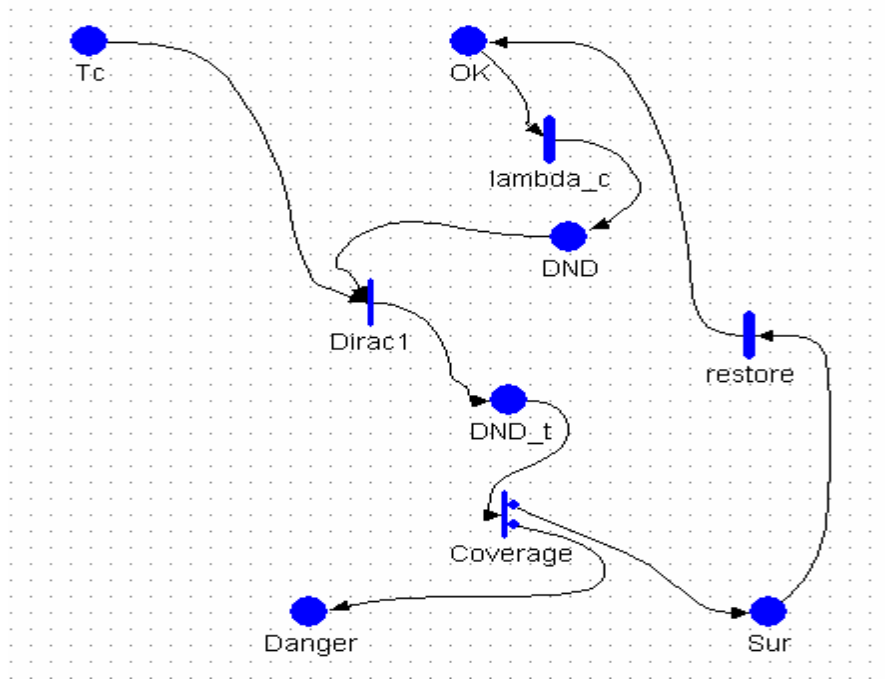 Tc
OK
lambda_c
DND
Dirac1
restore
DND_t
Coverage
Danger
Sur